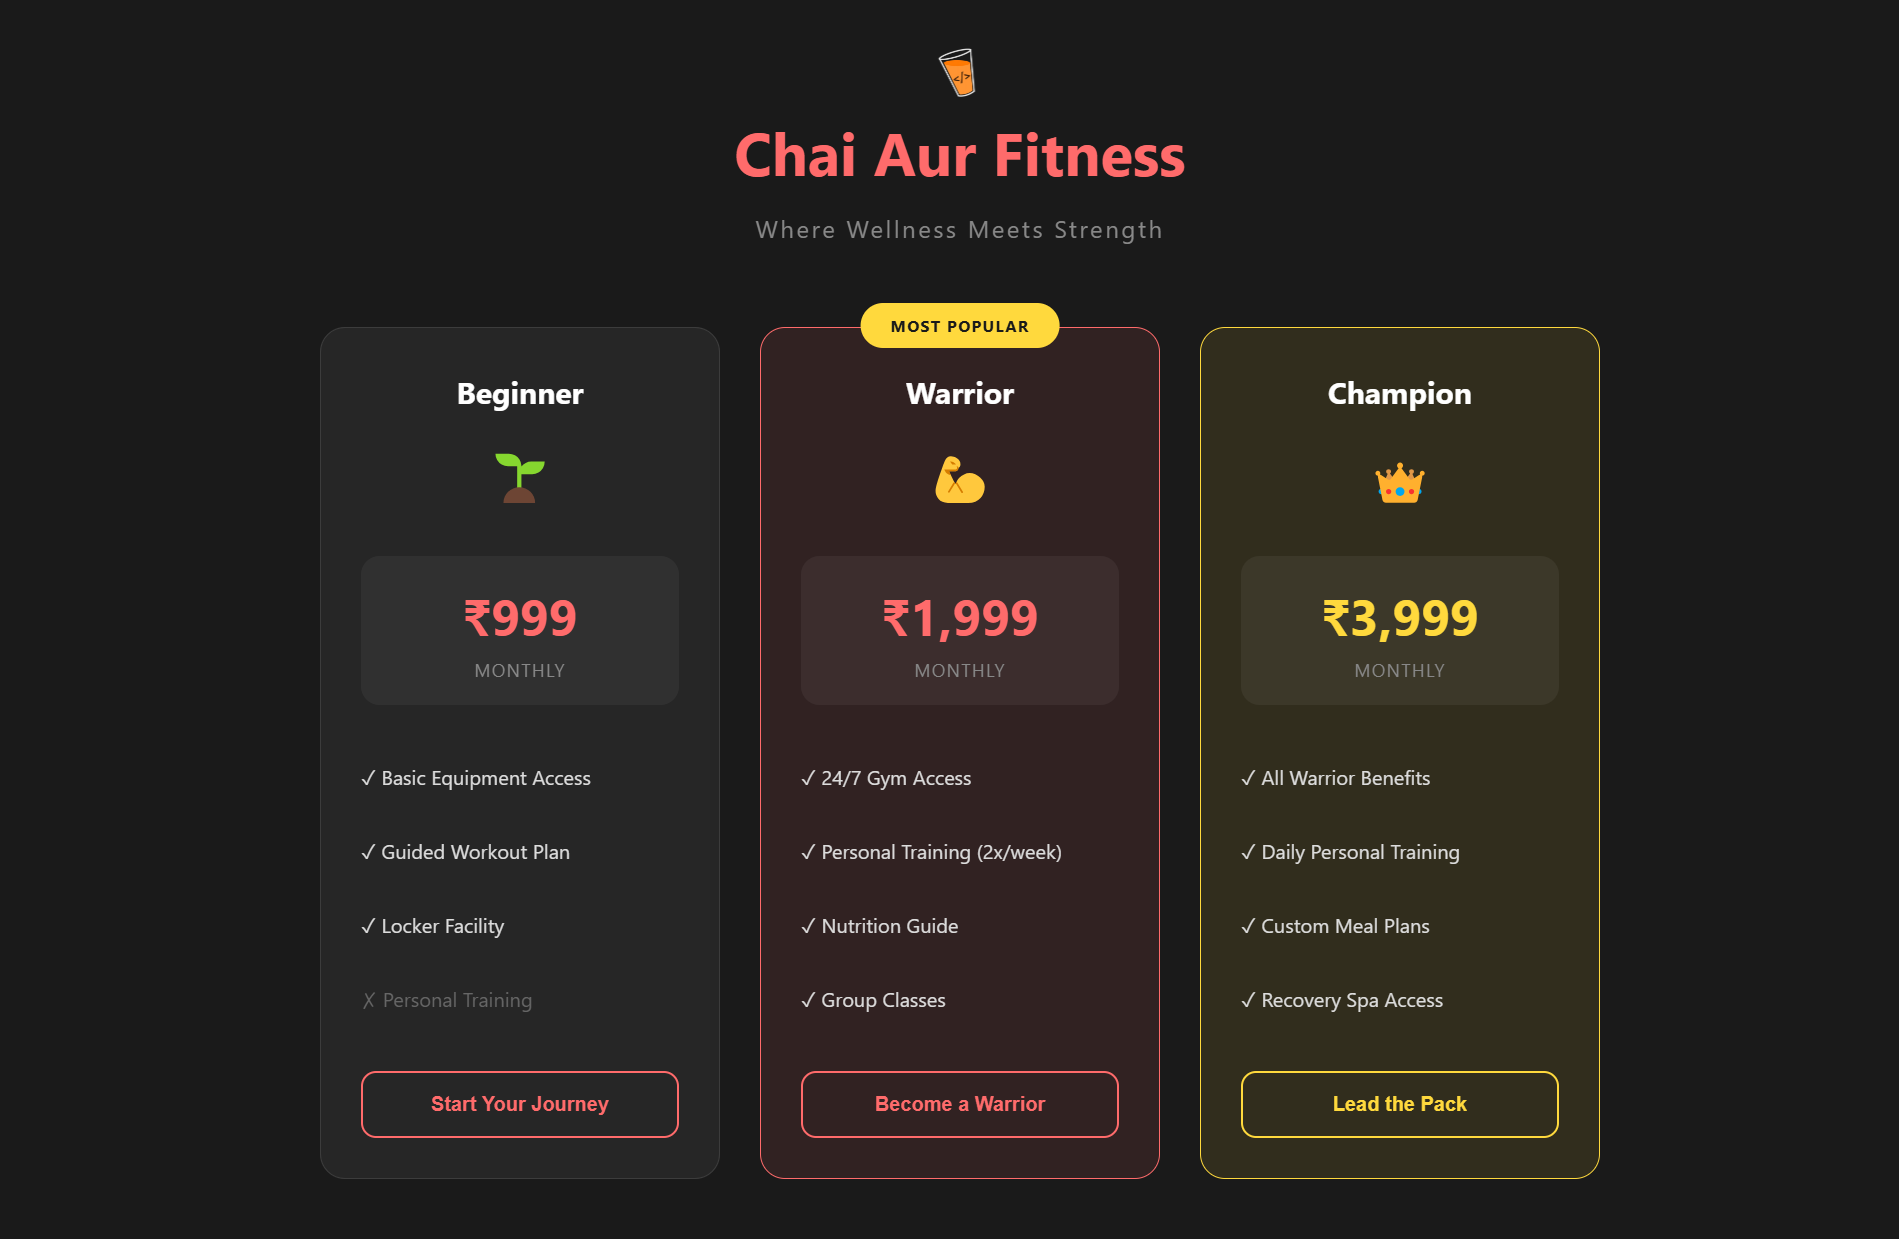 </>
Chai Aur Fitness
Where Wellness Meets Strength
Beginner
₹999
MONTHLY
✓ Basic Equipment Access
✓ Guided Workout Plan
✓ Locker Facility
✗ Personal Training
Start Your Journey
MOST POPULAR
Warrior
₹1,999
MONTHLY
✓ 24/7 Gym Access
✓ Personal Training (2x/week)
✓ Nutrition Guide
✓ Group Classes
Become a Warrior
Champion
₹3,999
MONTHLY
✓ All Warrior Benefits
✓ Daily Personal Training
✓ Custom Meal Plans
✓ Recovery Spa Access
Lead the Pack